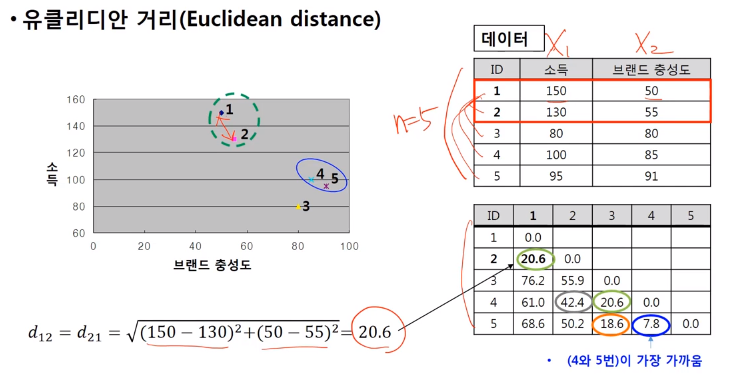 • 유클리디안 거리(Euclidean distance)
데이터
X₁ X₂
ID 소득 브랜드 충성도
1 150 50
2 130 55
3 80 80
4 100 85
5 95 91
n=5
160
140
120
100
80
60
0 20 40 60 80 100
소득
브랜드 충성도
1
2
4
5
3
ID 1 2 3 4 5
1 0.0
2 20.6 0.0
3 76.2 55.9 0.0
4 61.0 42.4 20.6 0.0
5 68.6 50.2 18.6 7.8 0.0
d₁₂ = d₂₁ = √(150 − 130)²+(50 − 55)²= 20.6
• (4와 5번)이 가장 가까움